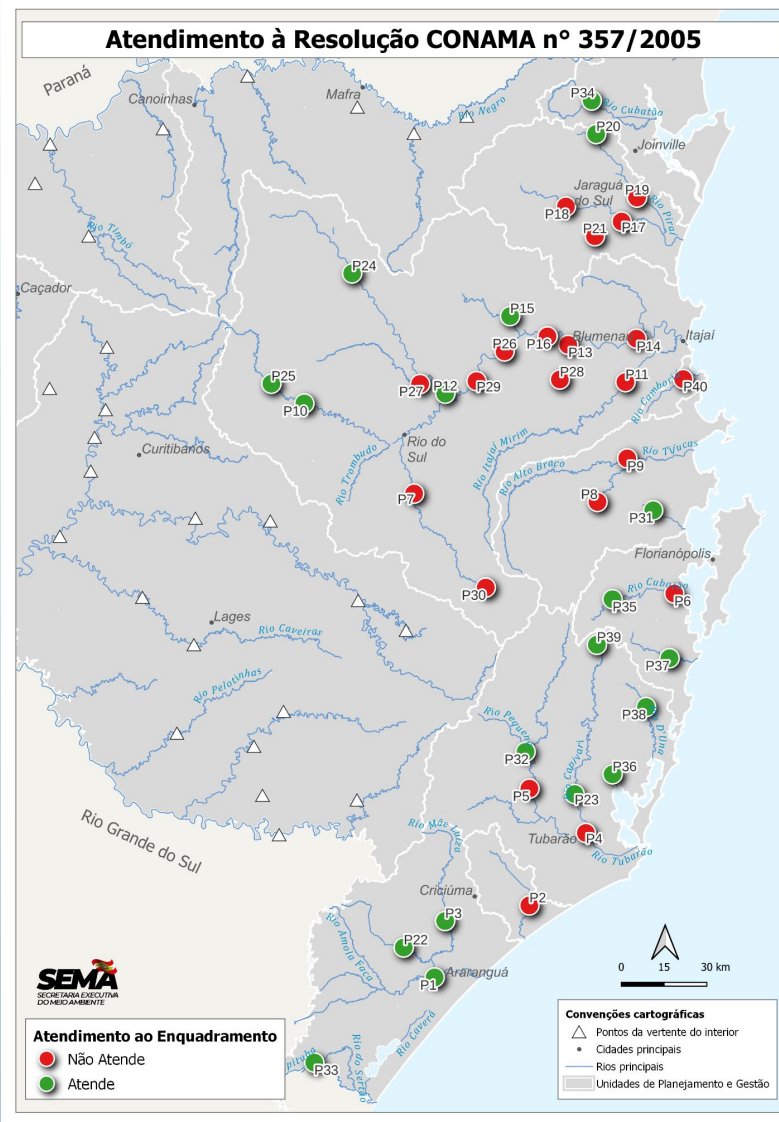 Atendimento à Resolução CONAMA n° 357/2005
Paraná
Canoinhas
Mafra
Rio Negro
P34
Rio Cubatão
P20
Joinville
Jaraguá
do Sul
P19
P18
P17
Rio Piraí
P21
Rio Timbó
Caçador
P24
P15
P26
P16
Blumenau
P13
P14
Itajaí
P25
P10
P27
P12
P29
P28
P11
P40
Rio Camboriú
Curitibanos
Rio do
Sul
Rio Trombudo
Rio Itajaí Mirim
Rio Alto Braço
P9
Rio Tijucas
P7
P8
P31
Florianópolis
P30
Rio Cubatão
P35
P6
Lages
Rio Caveiras
P39
P37
Rio Pelotinhas
P38
D'Una
Rio Pequeno
P32
P36
P5
P23
Rio Capivari
Rio Grande do Sul
Tubarão
P4
Rio Tubarão
Rio Mãe Luzia
Criciúma
P2
P3
P22
Rio Amola Faca
P1
Araranguá
Rio Caverá
Rio do Sertão
P33
0 15 30 km
SEMA
SECRETARIA EXECUTIVA
DO MEIO AMBIENTE
Atendimento ao Enquadramento
Não Atende
Atende
Convenções cartográficas
Pontos da vertente do interior
Cidades principais
Rios principais
Unidades de Planejamento e Gestão